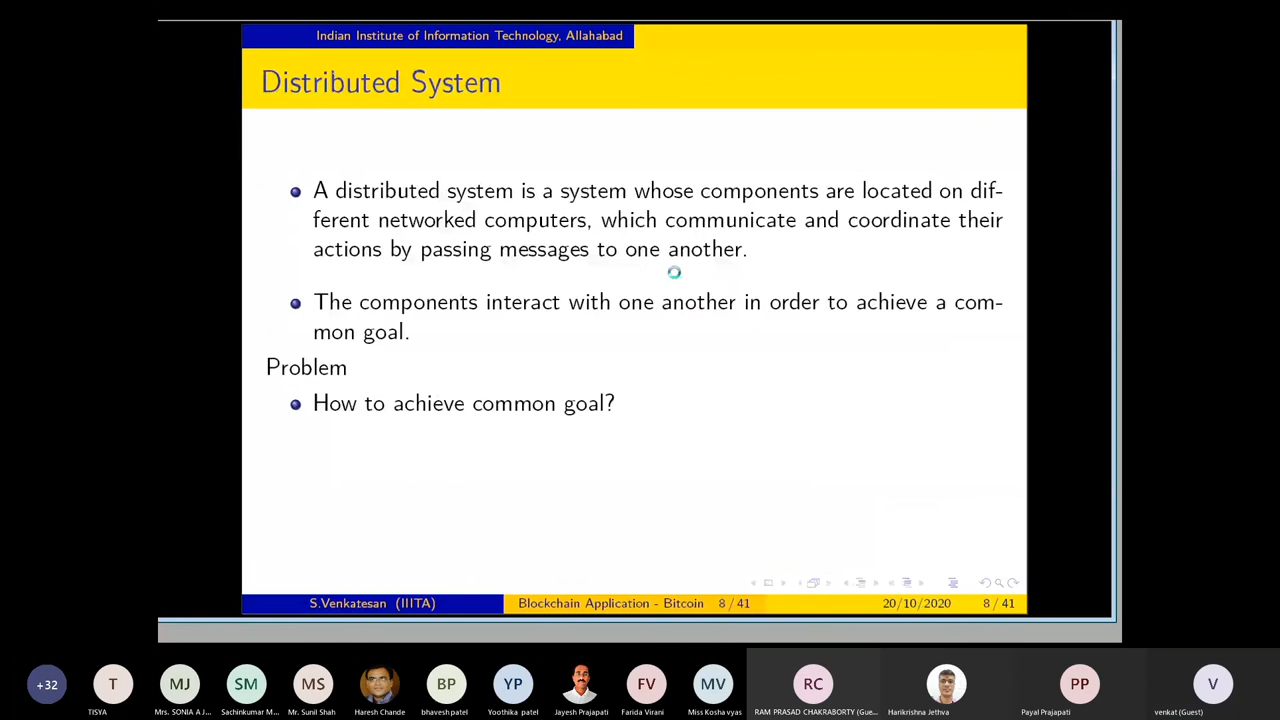 Indian Institute of Information Technology, Allahabad
Distributed System
A distributed system is a system whose components are located on dif-
ferent networked computers, which communicate and coordinate their
actions by passing messages to one another.
The components interact with one another in order to achieve a com-
mon goal.
Problem
How to achieve common goal?
S.Venkatesan (IIITA)
Blockchain Application - Bitcoin 8 / 41
20/10/2020
8 / 41
+32
T
MJ
SM
MS
BP
YP
FV
MV
RC
PP
V
TISYA
Mrs. SONIA A J...
Sachinkumar M...
Mr. Sunil Shah
Haresh Chande
bhavesh patel
Yoothika patel
Jayesh Prajapati
Farida Virani
Miss Kosha vyas
RAM PRASAD CHAKRABORTY (Gue...
Harikrishna Jethva
Payal Prajapati
venkat (Guest)